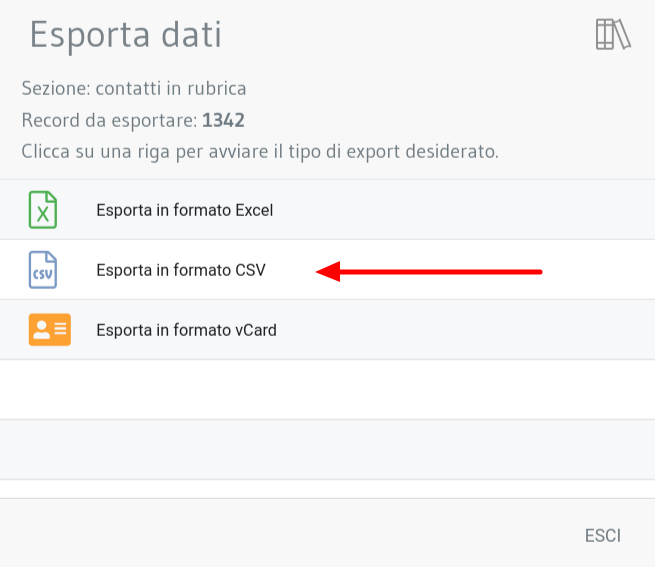 Esporta dati
Sezione: contatti in rubrica
Record da esportare: 1342
Clicca su una riga per avviare il tipo di export desiderato.
X
Esporta in formato Excel
CSV
Esporta in formato CSV
Esporta in formato vCard
ESCI